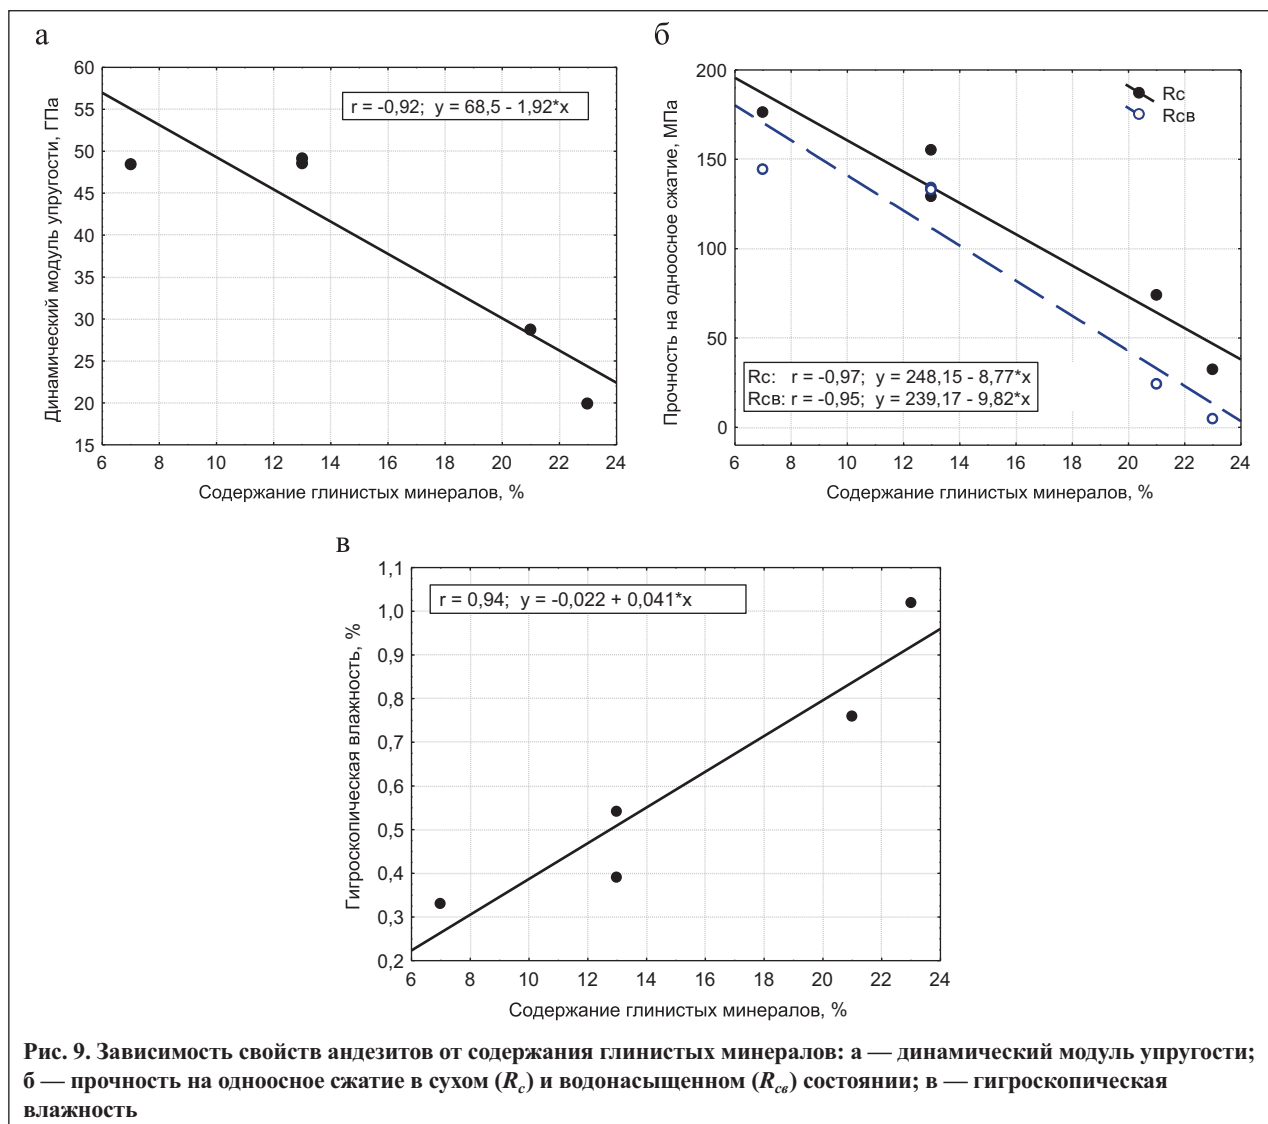 а
60
55
50
45
40
35
30
25
20
15
Динамический модуль упругости, ГПа
r = -0,92; y = 68,5 - 1,92*x
6 8 10 12 14 16 18 20 22 24
Содержание глинистых минералов, %
б
200
150
100
50
0
Прочность на одноосное сжатие, МПа
Rc
Rсв
Rc: r = -0,97; y = 248,15 - 8,77*x
Rсв: r = -0,95; y = 239,17 - 9,82*x
6 8 10 12 14 16 18 20 22 24
Содержание глинистых минералов, %
в
1,1
1,0
0,9
0,8
0,7
0,6
0,5
0,4
0,3
0,2
Гигроскопическая влажность, %
r = 0,94; y = -0,022 + 0,041*x
6 8 10 12 14 16 18 20 22 24
Содержание глинистых минералов, %
Рис. 9. Зависимость свойств андезитов от содержания глинистых минералов: а — динамический модуль упругости;
б — прочность на одноосное сжатие в сухом (Rc) и водонасыщенном (Rсв) состоянии; в — гигроскопическая
влажность